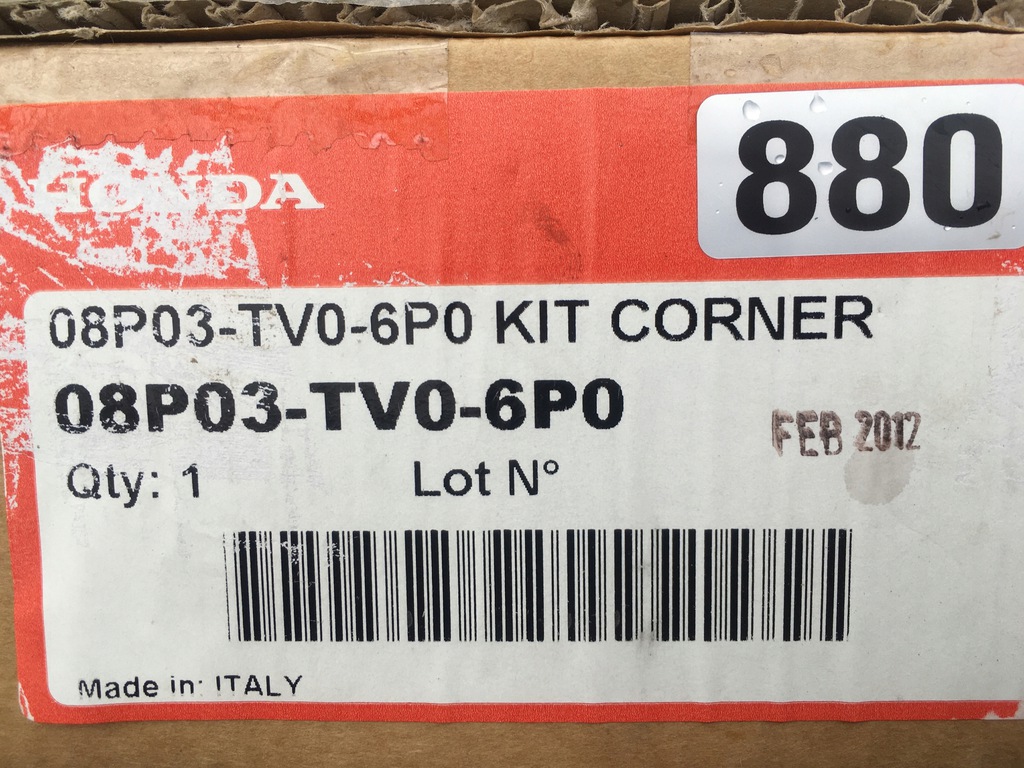 880
HONDA
08P03-TV0-6P0 KIT CORNER
08P03-TV0-6P0
FEB 2012
Qty: 1 Lot N°
Made in: ITALY